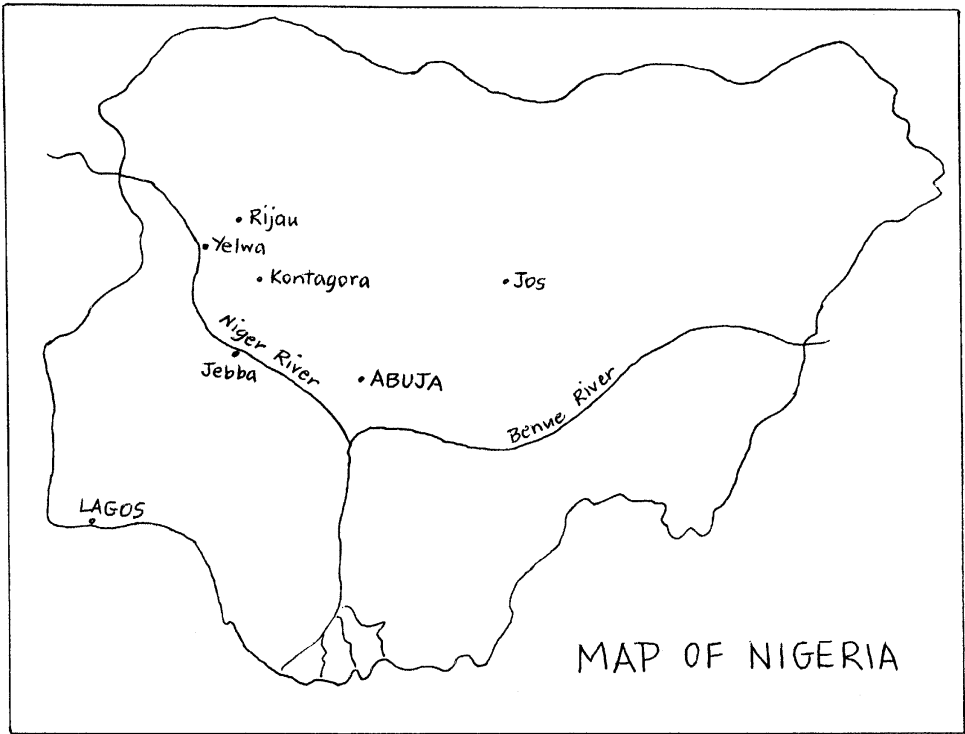 Rijau
Yelwa
Kontagora
Jos
Niger River
Jebba
ABUJA
Benue River
LAGOS
MAP OF NIGERIA